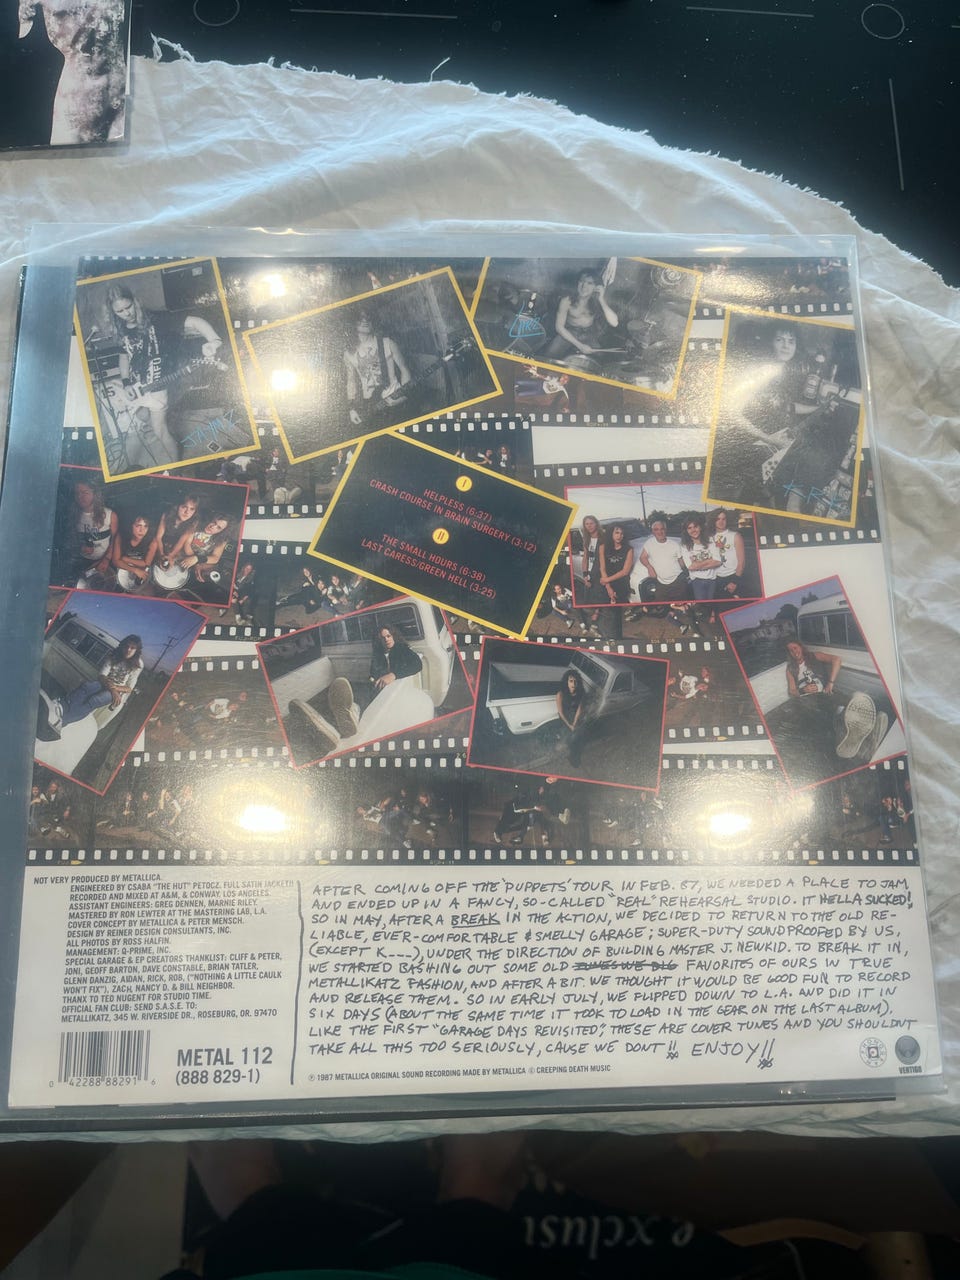 I
HELPLESS (6:37)
CRASH COURSE IN BRAIN SURGERY (3:12)
II
THE SMALL HOURS (6:38)
LAST CARESS/GREEN HELL (3:25)
NOT VERY PRODUCED BY METALLICA.
ENGINEERED BY CSABA "THE HUT" PETOCZ. FULL SATIN JACKETT!
RECORDED AND MIXED AT A&M, & CONWAY, LOS ANGELES.
ASSISTANT ENGINEERS: GREG DENNEN, MARNIE RILEY.
MASTERED BY RON LEWTER AT THE MASTERING LAB, L.A.
COVER CONCEPT BY METALLICA & PETER MENSCH.
DESIGN BY REINER DESIGN CONSULTANTS, INC.
ALL PHOTOS BY ROSS HALFIN.
MANAGEMENT: Q-PRIME, INC.
SPECIAL GARAGE & EP CREATORS THANKLIST: CLIFF & PETER,
JONI, GEOFF BARTON, DAVE CONSTABLE, BRIAN TATLER,
GLENN DANZIG, AIDAN, ROCK, ROB, ("NOTHING A LITTLE CAULK
WON'T FIX"), ZACH, NANCY D. & BILL NEIGHBOR.
THANX TO TED NUGENT FOR STUDIO TIME.
OFFICIAL FAN CLUB: SEND S.A.S.E. TO:
METALLIKATZ, 345 W. RIVERSIDE DR., ROSEBURG, OR. 97470
0 42288 88291 6
METAL 112
(888 829-1)
AFTER COMING OFF THE 'PUPPETS' TOUR IN FEB. 87, WE NEEDED A PLACE TO JAM
AND ENDED UP IN A FANCY, SO-CALLED "REAL" REHEARSAL STUDIO. IT HELLA SUCKED!,
SO IN MAY, AFTER A BREAK IN THE ACTION, WE DECIDED TO RETURN TO THE OLD RE-
LIABLE, EVER-COMFORTABLE & SMELLY GARAGE; SUPER-DUTY SOUNDPROOFED BY US,
(EXCEPT K---), UNDER THE DIRECTION OF BUILDING MASTER J. NEWKID. TO BREAK IT IN,
WE STARTED BASHING OUT SOME OLD TUNES WE DIG FAVORITES OF OURS IN TRUE
METALLIKATZ FASHION, AND AFTER A BIT. WE THOUGHT IT WOULD BE GOOD FUN TO RECORD
AND RELEASE THEM. SO IN EARLY JULY, WE FLIPPED DOWN TO L.A. AND DID IT IN
SIX DAYS (ABOUT THE SAME TIME IT TOOK TO LOAD IN THE GEAR ON THE LAST ALBUM).
LIKE THE FIRST "GARAGE DAYS REVISITED", THESE ARE COVER TUNES AND YOU SHOULDNT
TAKE ALL THIS TOO SERIOUSLY, CAUSE WE DONT!! ENJOY!!
℗ 1987 METALLICA ORIGINAL SOUND RECORDING MADE BY METALLICA © CREEPING DEATH MUSIC
VERTIGO
exclusi